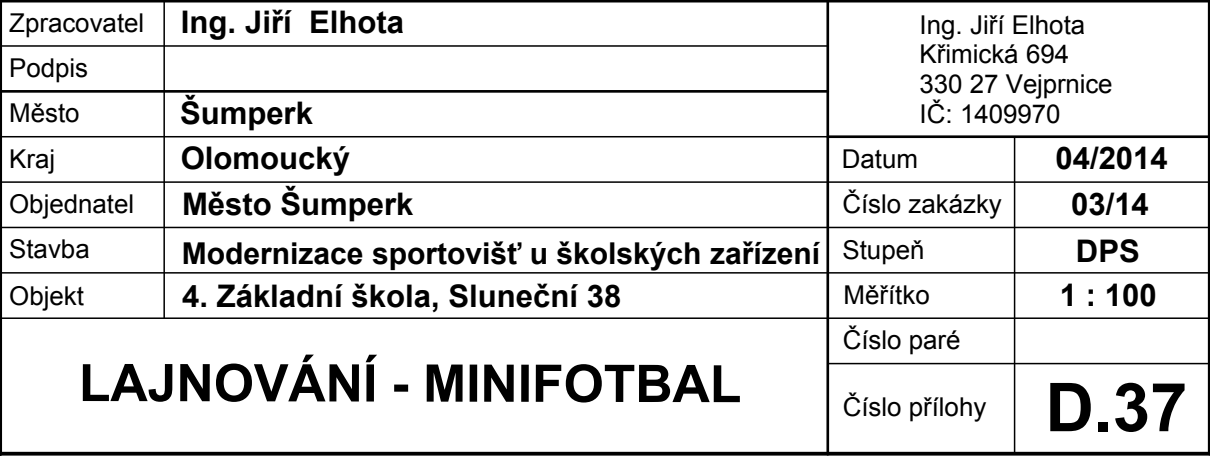 Zpracovatel Ing. Jiří Elhota
Podpis
Město Šumperk
Kraj Olomoucký
Objednatel Město Šumperk
Stavba Modernizace sportovišť u školských zařízení
Objekt 4. Základní škola, Sluneční 38
LAJNOVÁNÍ - MINIFOTBAL
Ing. Jiří Elhota
Křimická 694
330 27 Vejprnice
IČ: 1409970
Datum 04/2014
Číslo zakázky 03/14
Stupeň DPS
Měřítko 1 : 100
Číslo paré
Číslo přílohy D.37